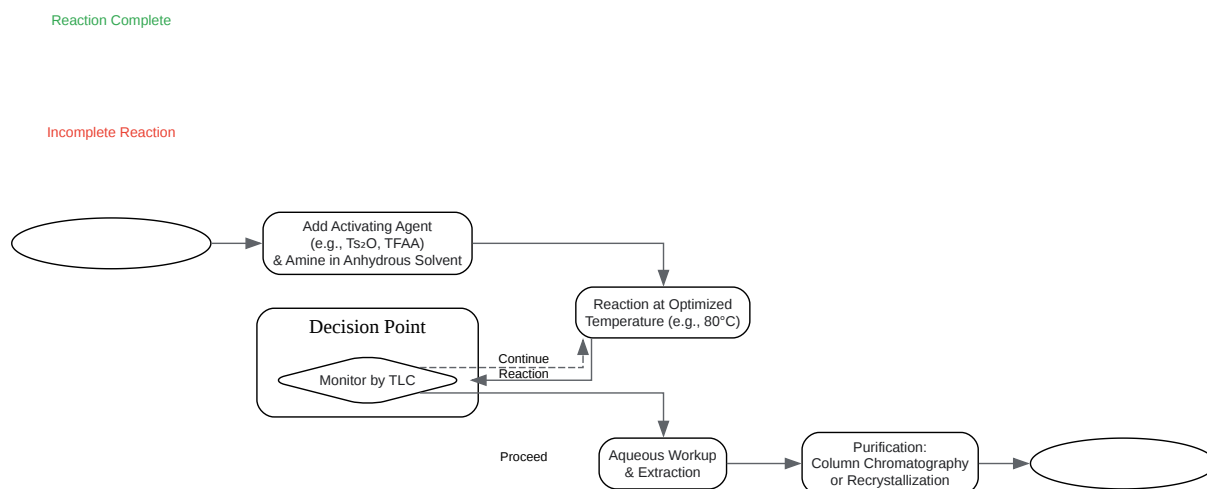 Reaction Complete
Incomplete Reaction
Add Activating Agent
(e.g., Ts₂O, TFAA)
& Amine in Anhydrous Solvent
Reaction at Optimized
Temperature (e.g., 80°C)
Decision Point
Monitor by TLC
Continue
Reaction
Proceed
Aqueous Workup
& Extraction
Purification:
Column Chromatography
or Recrystallization